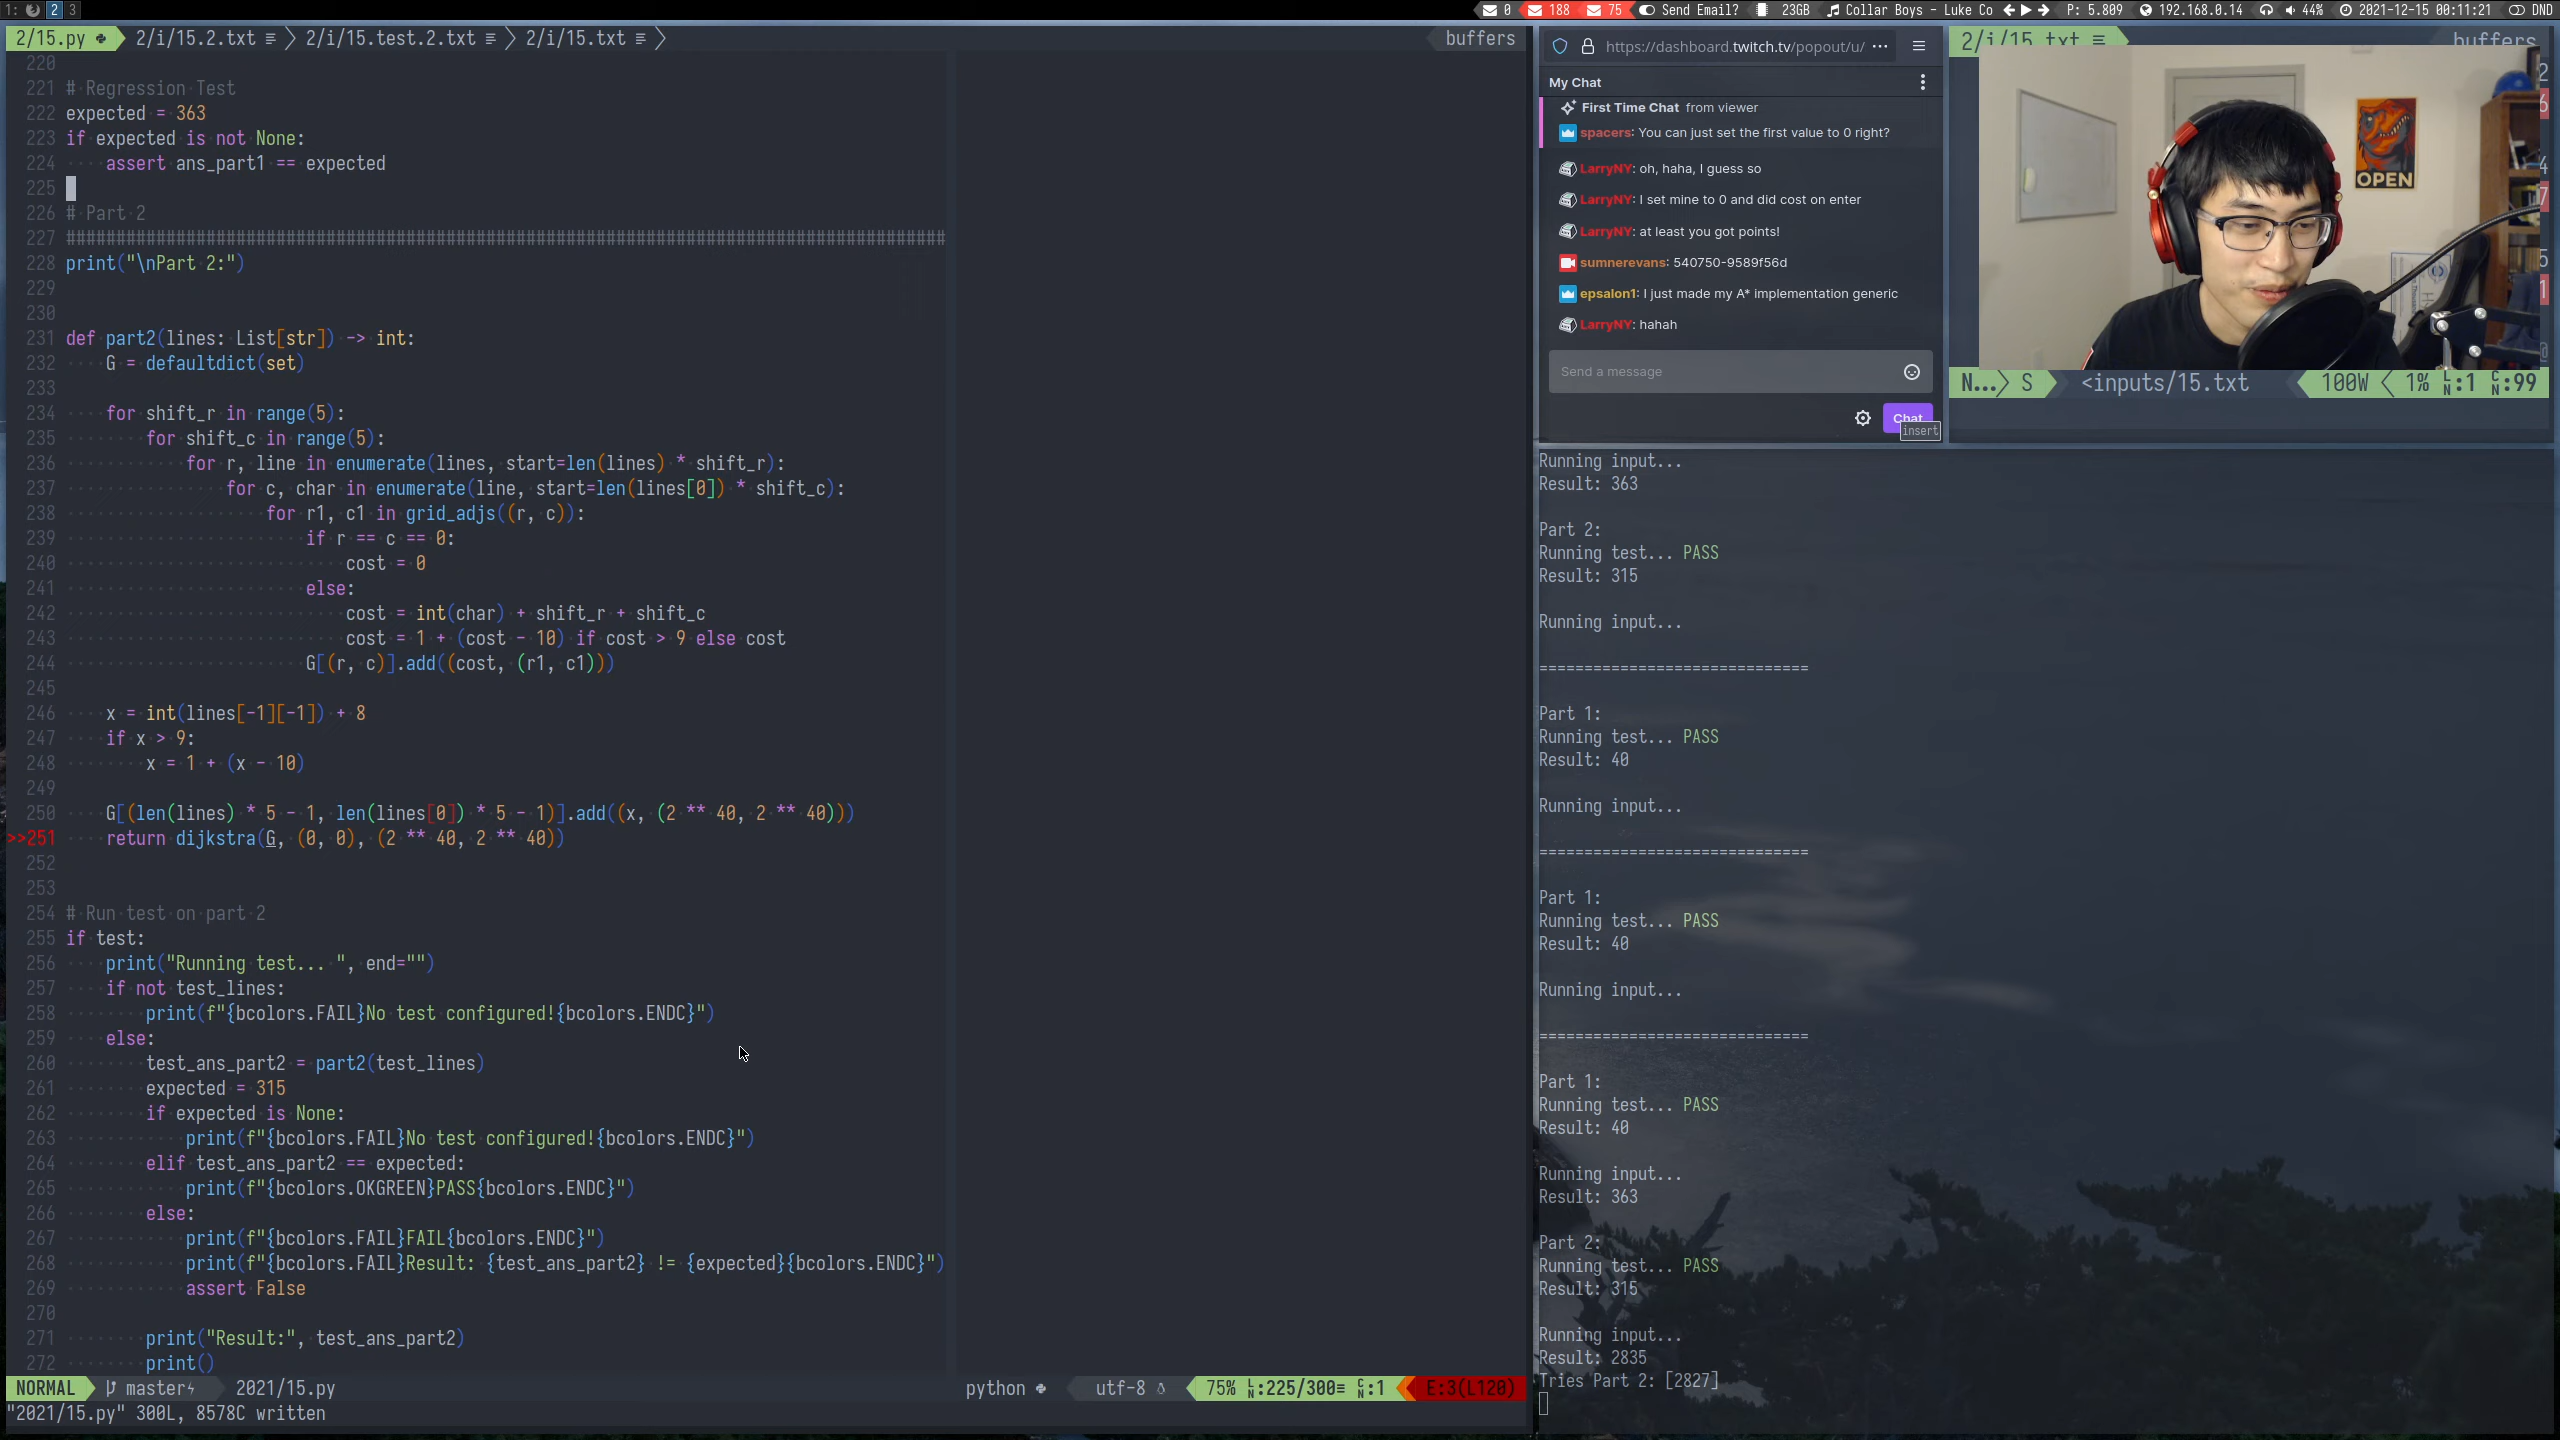 1: 2 3
0 188 75 Send Email? 23GB Collar Boys - Luke Co P: 5.809 192.168.0.14 44% 2021-12-15 00:11:21 DND
2/15.py 2/i/15.2.txt 2/i/15.test.2.txt 2/i/15.txt buffers
220
221 # Regression Test
222 expected = 363
223 if expected is not None:
224     assert ans_part1 == expected
225
226 # Part 2
227 ########################################################################################
228 print("\nPart 2:")
229
230
231 def part2(lines: List[str]) -> int:
232     G = defaultdict(set)
233
234     for shift_r in range(5):
235         for shift_c in range(5):
236             for r, line in enumerate(lines, start=len(lines) * shift_r):
237                 for c, char in enumerate(line, start=len(lines[0]) * shift_c):
238                     for r1, c1 in grid_adjs((r, c)):
239                         if r == c == 0:
240                             cost = 0
241                         else:
242                             cost = int(char) + shift_r + shift_c
243                             cost = 1 + (cost - 10) if cost > 9 else cost
244                         G[(r, c)].add((cost, (r1, c1)))
245
246     x = int(lines[-1][-1]) + 8
247     if x > 9:
248         x = 1 + (x - 10)
249
250     G[(len(lines) * 5 - 1, len(lines[0]) * 5 - 1)].add((x, (2 ** 40, 2 ** 40)))
>>251     return dijkstra(G, (0, 0), (2 ** 40, 2 ** 40))
252
253
254 # Run test on part 2
255 if test:
256     print("Running test... ", end="")
257     if not test_lines:
258         print(f"{bcolors.FAIL}No test configured!{bcolors.ENDC}")
259     else:
260         test_ans_part2 = part2(test_lines)
261         expected = 315
262         if expected is None:
263             print(f"{bcolors.FAIL}No test configured!{bcolors.ENDC}")
264         elif test_ans_part2 == expected:
265             print(f"{bcolors.OKGREEN}PASS{bcolors.ENDC}")
266         else:
267             print(f"{bcolors.FAIL}FAIL{bcolors.ENDC}")
268             print(f"{bcolors.FAIL}Result: {test_ans_part2} != {expected}{bcolors.ENDC}")
269             assert False
270
271         print("Result:", test_ans_part2)
272         print()
NORMAL master 2021/15.py python utf-8 75% LN:225/300 CN:1 E:3(L120)
"2021/15.py" 300L, 8578C written
https://dashboard.twitch.tv/popout/u/
My Chat
First Time Chat from viewer
spacers: You can just set the first value to 0 right?
LarryNY: oh, haha, I guess so
LarryNY: I set mine to 0 and did cost on enter
LarryNY: at least you got points!
sumnerevans: 540750-9589f56d
epsalon1: I just made my A* implementation generic
LarryNY: hahah
Send a message
Chat
insert
2/i/15.txt buffers
2
6
OPEN
4
7
5
1
N... S <inputs/15.txt 100W 1% LN:1 CN:99
Running input...
Result: 363
Part 2:
Running test... PASS
Result: 315
Running input...
==============================
Part 1:
Running test... PASS
Result: 40
Running input...
==============================
Part 1:
Running test... PASS
Result: 40
Running input...
==============================
Part 1:
Running test... PASS
Result: 40
Running input...
Result: 363
Part 2:
Running test... PASS
Result: 315
Running input...
Result: 2835
Tries Part 2: [2827]